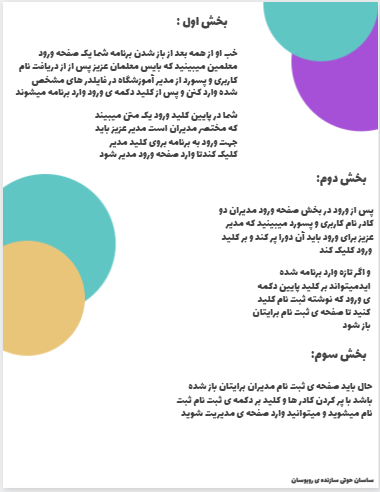 بخش اول :
خب او از همه بعد از باز شدن برنامه شما یک صفحه ورود
معلمین میبینید که بایس معلمان عزیز پس از از دریافت نام
کاربری و پسورد از مدیر آموزشگاه در فایلدر های مشخص
شده وارد کنن و پس از کلید دکمه ی ورود وارد برنامه میشوند
شما در پایین کلید ورود یک متن میبیند
که مختصر مدیران است مدیر عزیز باید
جهت ورود به برنامه بروی کلید مدیر
کلیک کندتا وارد صفحه ورود مدیر شود
بخش دوم:
پس از ورود در بخش صفحه ورود مدیران دو
کادر نام کاربری و پسورد میبینید که مدیر
عزیز برای ورود باید آن دورا پر کند و بر کلید
ورود کلیک کند
و اگر تازه وارد برنامه شده
ایدمیتواند بر کلید پایین دکمه
ی ورود که نوشته ثبت نام کلید
کنید تا صفحه ی ثبت نام برایتان
باز شود
بخش سوم:
حال باید صفحه ی ثبت نام مدیران برایتان باز شده
باشد با پر کردن کادر ها و کلید بر دکمه ی ثبت نام ثبت
نام میشوید و میتوانید وارد صفحه ی مدیریت شوید
ساسان خوئی سازنده ی روبوسان